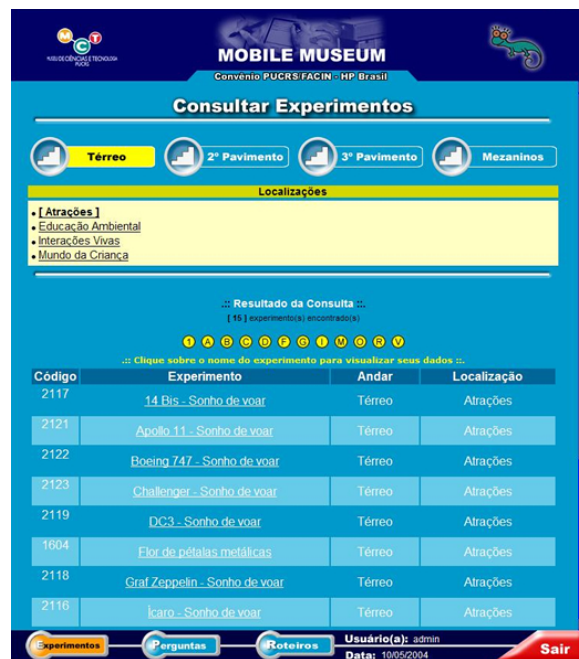 MCT
MUSEU DE CIÊNCIAS E TECNOLOGIA
PUCRS
MOBILE MUSEUM
Convênio PUCRS/FACIN - HP Brasil
Consultar Experimentos
Térreo
2º Pavimento
3º Pavimento
Mezaninos
Localizações
• [ Atrações ]
• Educação Ambiental
• Interações Vivas
• Mundo da Criança
.:: Resultado da Consulta ::.
[ 15 ] experimento(s) encontrado(s)
1 A B C D F G I M O R V
.:: Clique sobre o nome do experimento para visualizar seus dados ::.
Código Experimento Andar Localização
2117 14 Bis - Sonho de voar Térreo Atrações
2121 Apollo 11 - Sonho de voar Térreo Atrações
2122 Boeing 747 - Sonho de voar Térreo Atrações
2123 Challenger - Sonho de voar Térreo Atrações
2119 DC3 - Sonho de voar Térreo Atrações
1604 Flor de pétalas metálicas Térreo Atrações
2118 Graf Zeppelin - Sonho de voar Térreo Atrações
2116 Ícaro - Sonho de voar Térreo Atrações
Experimentos
Perguntas
Roteiros
Usuário(a): admin
Data: 10/05/2004
Sair